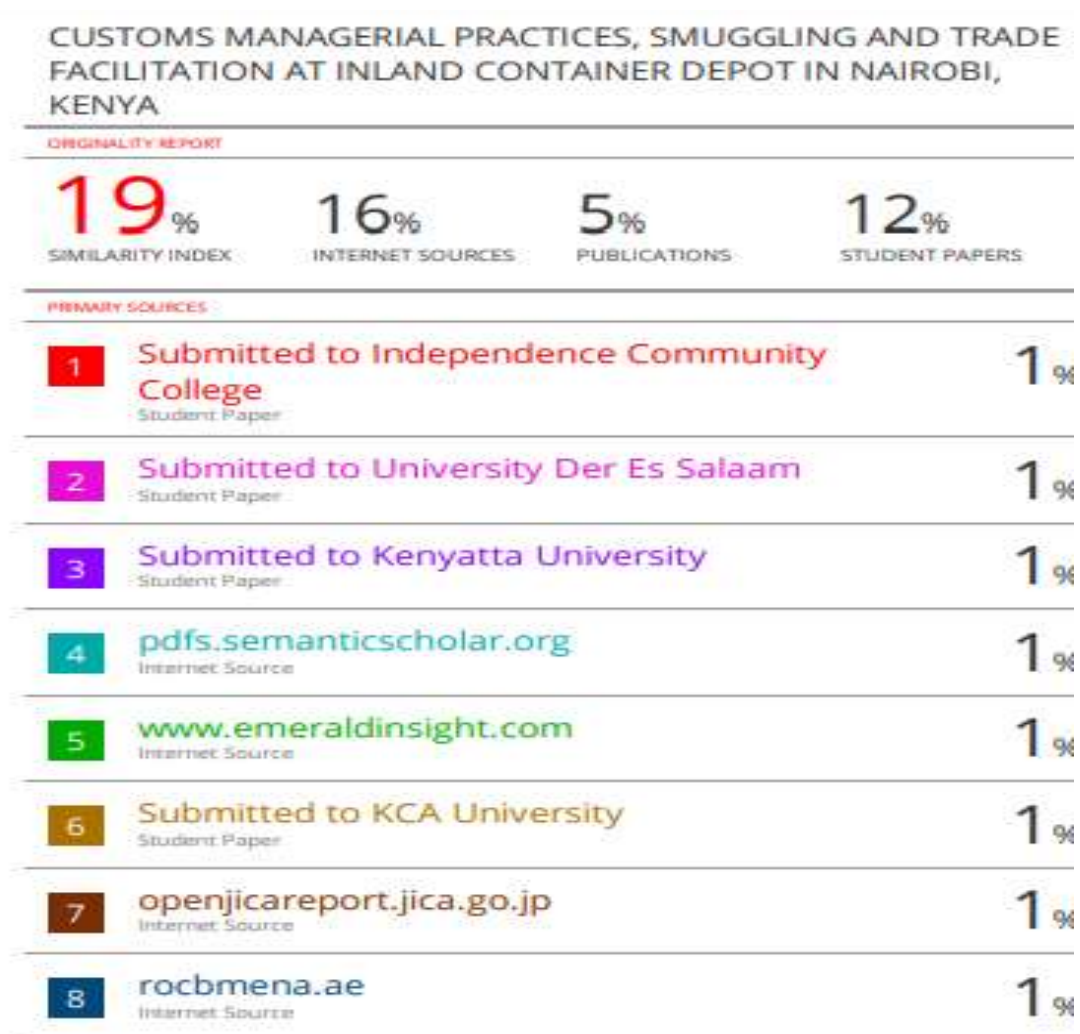 CUSTOMS MANAGERIAL PRACTICES, SMUGGLING AND TRADE
FACILITATION AT INLAND CONTAINER DEPOT IN NAIROBI,
KENYA
ORIGINALITY REPORT
19% 16% 5% 12%
SIMILARITY INDEX INTERNET SOURCES PUBLICATIONS STUDENT PAPERS
PRIMARY SOURCES
1 Submitted to Independence Community 1%
College
Student Paper
2 Submitted to University Der Es Salaam 1%
Student Paper
3 Submitted to Kenyatta University 1%
Student Paper
4 pdfs.semanticscholar.org 1%
Internet Source
5 www.emeraldinsight.com 1%
Internet Source
6 Submitted to KCA University 1%
Student Paper
7 openjicareport.jica.go.jp 1%
Internet Source
8 rocbmena.ae 1%
Internet Source